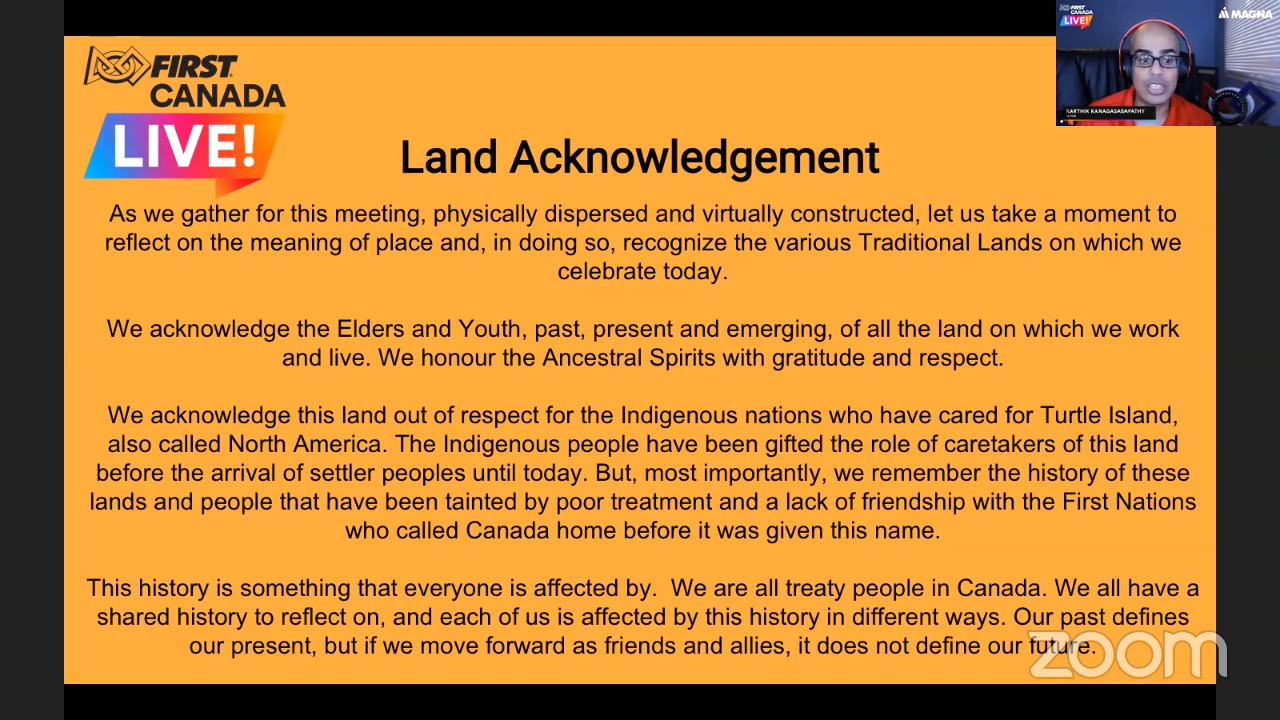 FIRST
CANADA
LIVE!
FIRST
CANADA
LIVE!
MAGNA
KARTHIK KANAGASABAPATHY
Land Acknowledgement
As we gather for this meeting, physically dispersed and virtually constructed, let us take a moment to
reflect on the meaning of place and, in doing so, recognize the various Traditional Lands on which we
celebrate today.
We acknowledge the Elders and Youth, past, present and emerging, of all the land on which we work
and live. We honour the Ancestral Spirits with gratitude and respect.
We acknowledge this land out of respect for the Indigenous nations who have cared for Turtle Island,
also called North America. The Indigenous people have been gifted the role of caretakers of this land
before the arrival of settler peoples until today. But, most importantly, we remember the history of these
lands and people that have been tainted by poor treatment and a lack of friendship with the First Nations
who called Canada home before it was given this name.
This history is something that everyone is affected by.  We are all treaty people in Canada. We all have a
shared history to reflect on, and each of us is affected by this history in different ways. Our past defines
our present, but if we move forward as friends and allies, it does not define our future.
zoom